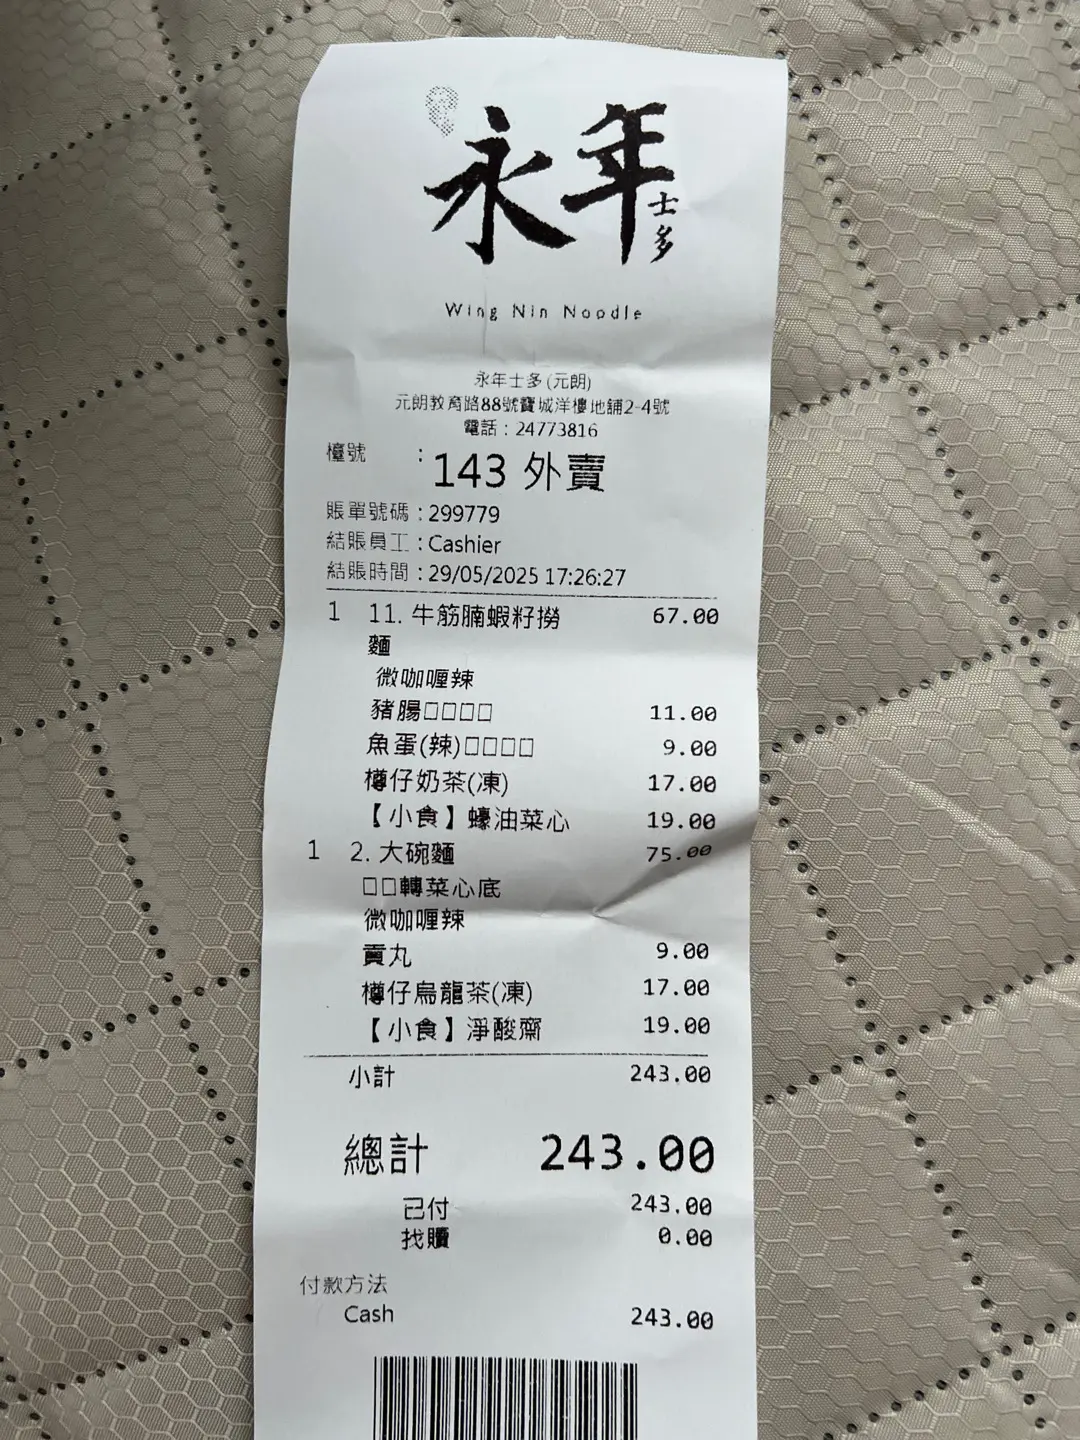 永年
士多
Wing Nin Noodle
永年士多(元朗)
元朗教育路88號寶城洋樓地舖2-4號
電話：24773816
檯號 : 143 外賣
賬單號碼：299779
結賬員工：Cashier
結賬時間：29/05/2025 17:26:27
1 11. 牛筋腩蝦籽撈 67.00
麵
微咖喱辣
豬腸□□□□ 11.00
魚蛋(辣)□□□□ 9.00
樽仔奶茶(凍) 17.00
【小食】蠔油菜心 19.00
1 2. 大碗麵 75.00
□□轉菜心底
微咖喱辣
貢丸 9.00
樽仔烏龍茶(凍) 17.00
【小食】淨酸齋 19.00
小計 243.00
總計 243.00
已付 243.00
找贖 0.00
付款方法
Cash 243.00